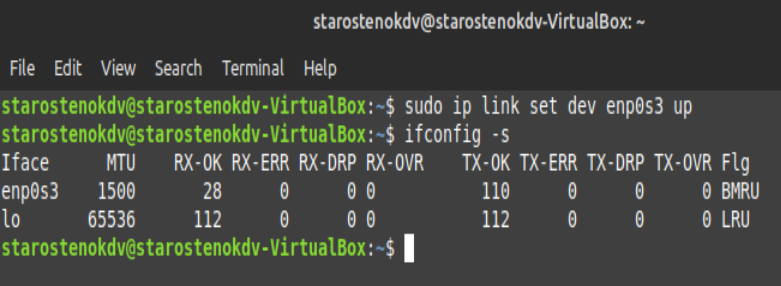 starostenokdv@starostenokdv-VirtualBox: ~
File Edit View Search Terminal Help
starostenokdv@starostenokdv-VirtualBox:~$ sudo ip link set dev enp0s3 up
starostenokdv@starostenokdv-VirtualBox:~$ ifconfig -s
Iface      MTU    RX-OK RX-ERR RX-DRP RX-OVR    TX-OK TX-ERR TX-DRP TX-OVR Flg
enp0s3    1500       28      0      0 0           110      0      0      0 BMRU
lo       65536      112      0      0 0           112      0      0      0 LRU
starostenokdv@starostenokdv-VirtualBox:~$